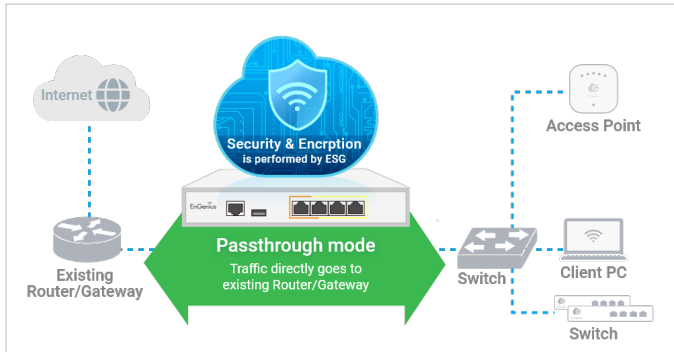 Internet
Security & Encrption
is performed by ESG
EnGenius
Access Point
Passthrough mode
Traffic directly goes to
existing Router/Gateway
Existing
Router/Gateway
Switch
Client PC
Switch